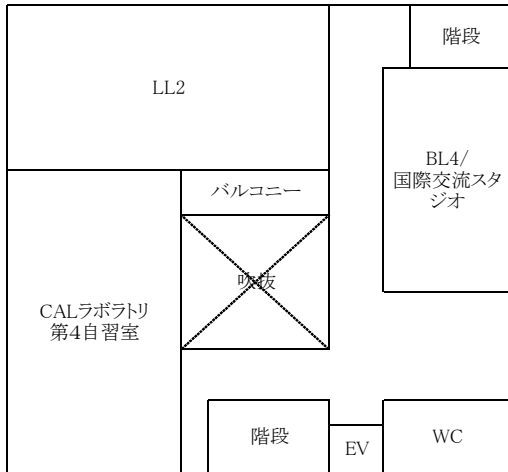 階段
LL2
BL4/
国際交流スタ
ジオ
バルコニー
吹抜
CALラボラトリ
第4自習室
階段
EV
WC